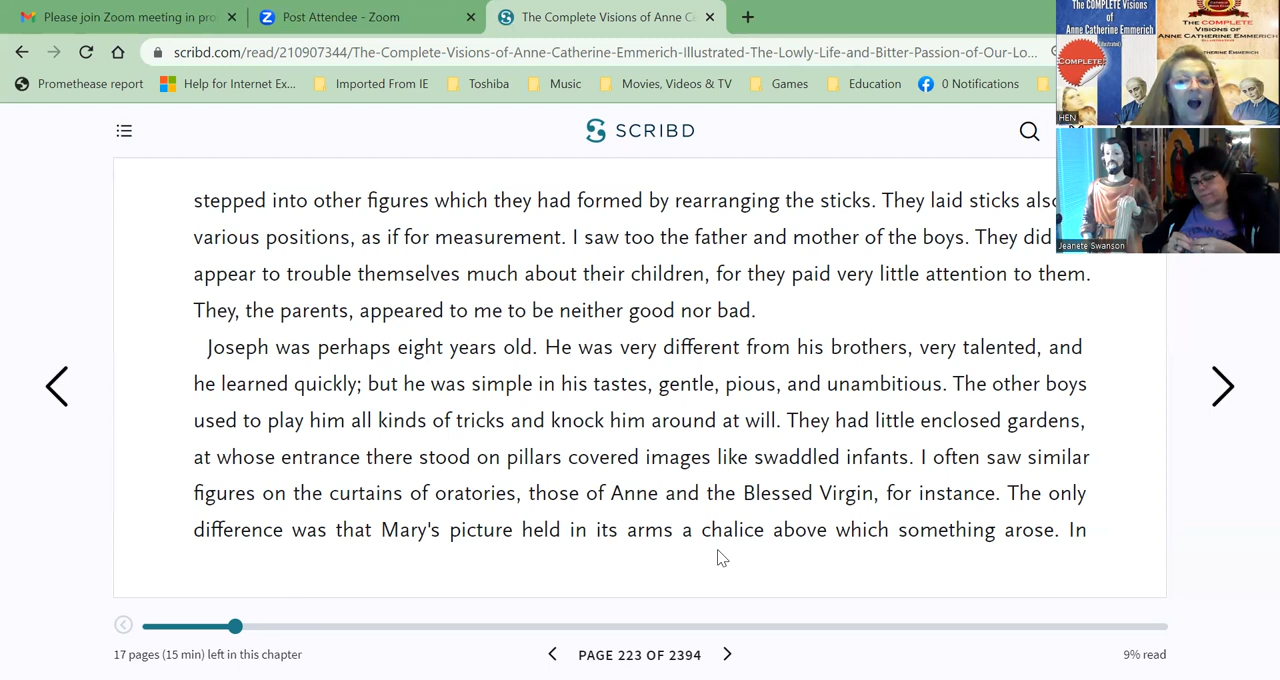 Please join Zoom meeting in pro
Post Attendee - Zoom
The Complete Visions of Anne C
scribd.com/read/210907344/The-Complete-Visions-of-Anne-Catherine-Emmerich-Illustrated-The-Lowly-Life-and-Bitter-Passion-of-Our-Lo...
Promethease report
Help for Internet Ex...
Imported From IE
Toshiba
Music
Movies, Videos & TV
Games
Education
0 Notifications
The COMPLETE Visions
of
Anne Catherine Emmerich
COMPLETE!
THE
COMPLETE
VISIONS OF
ANNE CATHERINE EMMERICH
HEN
Jeanete Swanson
SCRIBD
stepped into other figures which they had formed by rearranging the sticks. They laid sticks also
various positions, as if for measurement. I saw too the father and mother of the boys. They did
appear to trouble themselves much about their children, for they paid very little attention to them.
They, the parents, appeared to me to be neither good nor bad.
Joseph was perhaps eight years old. He was very different from his brothers, very talented, and
he learned quickly; but he was simple in his tastes, gentle, pious, and unambitious. The other boys
used to play him all kinds of tricks and knock him around at will. They had little enclosed gardens,
at whose entrance there stood on pillars covered images like swaddled infants. I often saw similar
figures on the curtains of oratories, those of Anne and the Blessed Virgin, for instance. The only
difference was that Mary's picture held in its arms a chalice above which something arose. In
17 pages (15 min) left in this chapter
PAGE 223 OF 2394
9% read